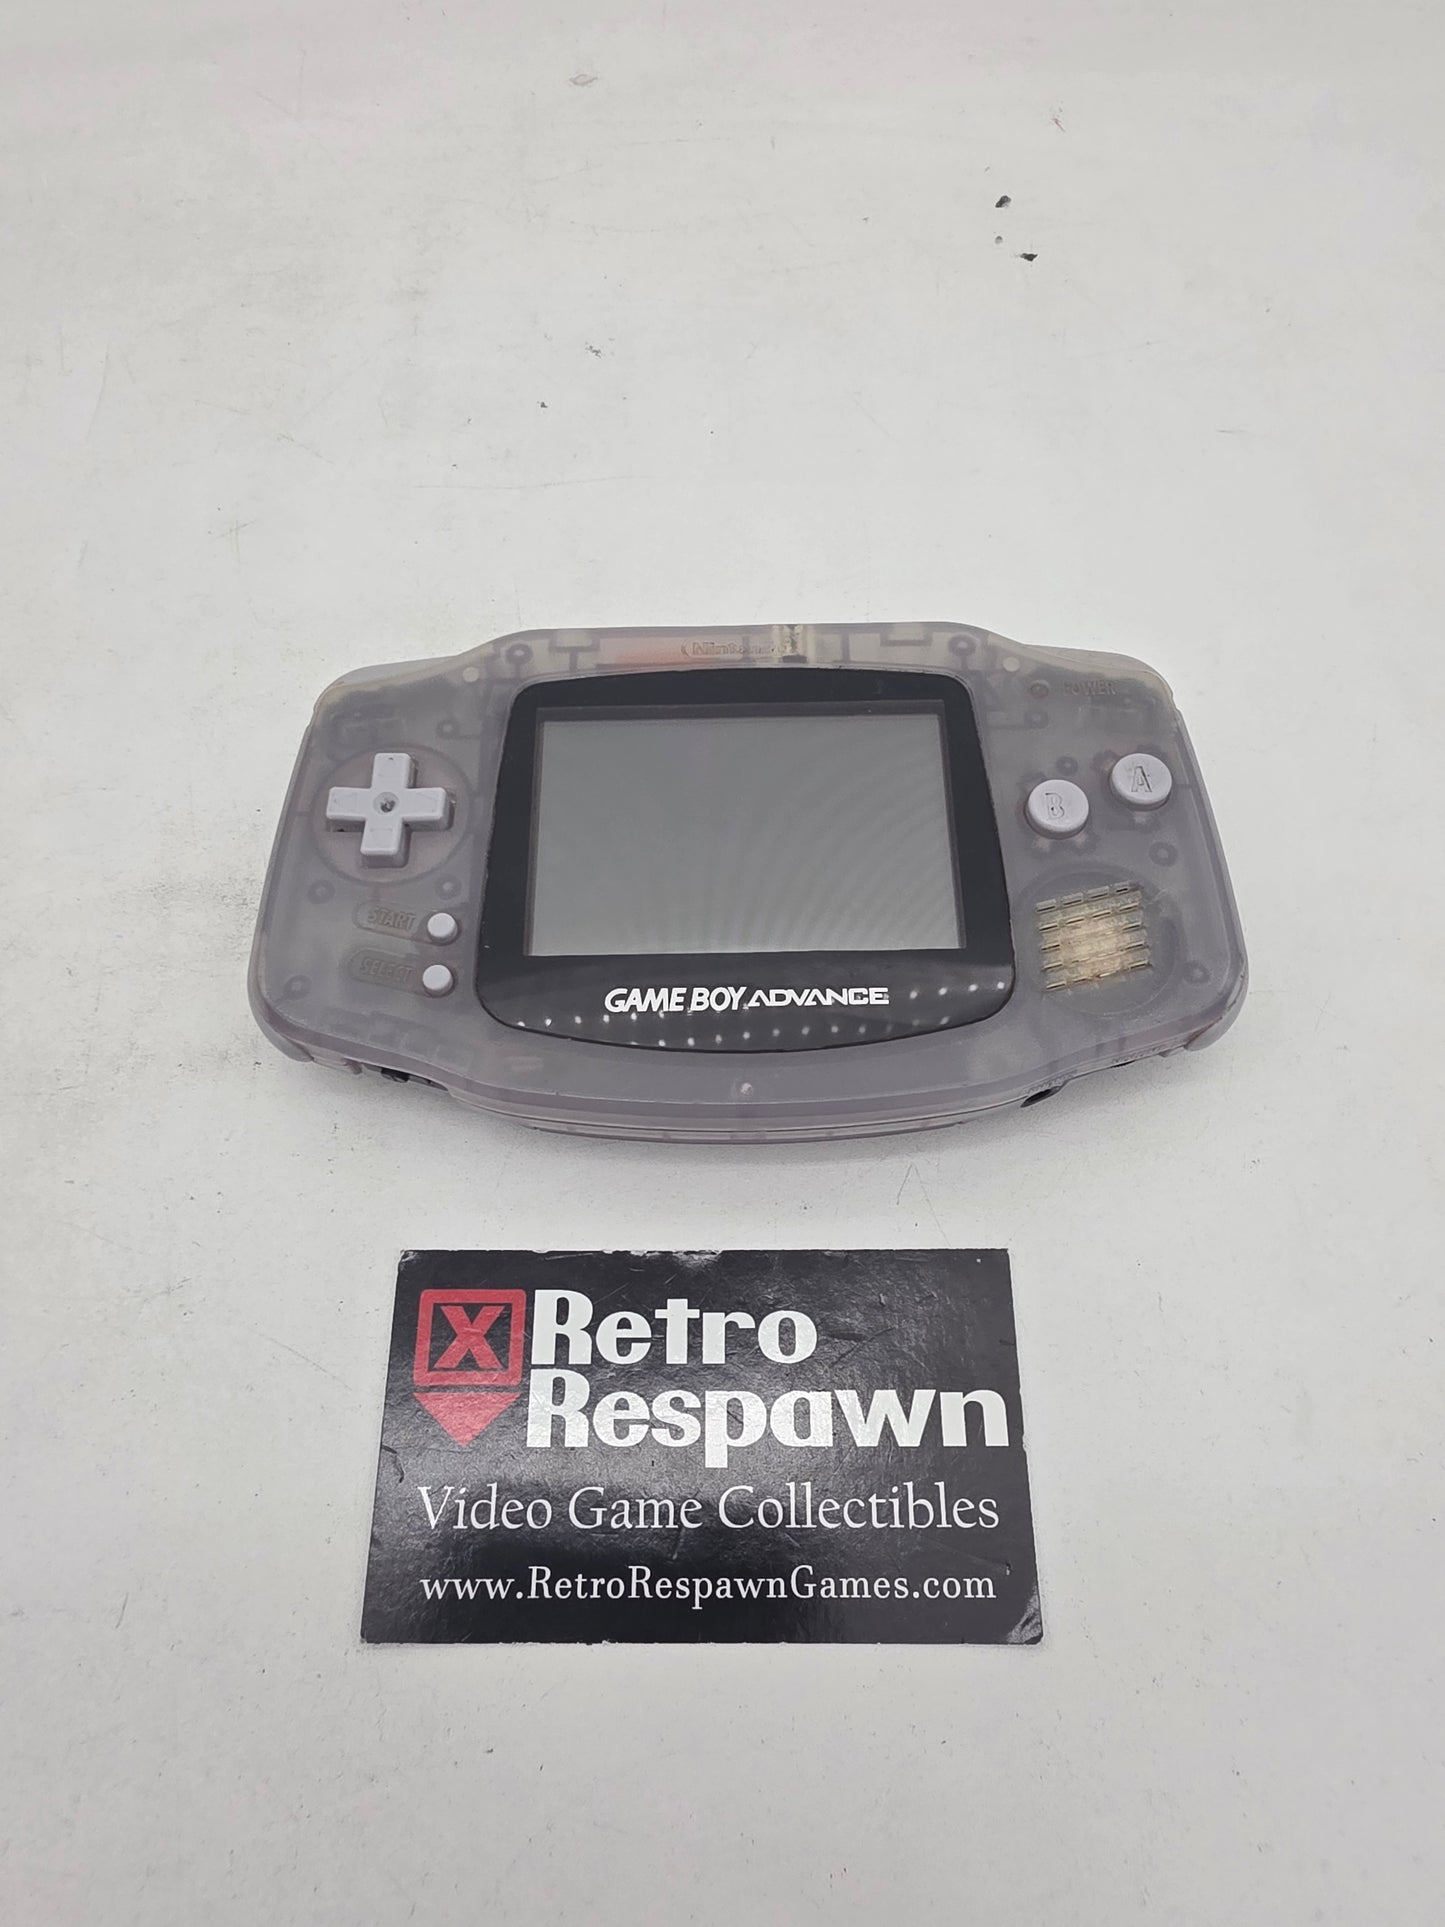 Nintendo
POWER
A
B
START
SELECT
GAME BOY ADVANCE
X Retro
Respawn
Video Game Collectibles
www.RetroRespawnGames.com